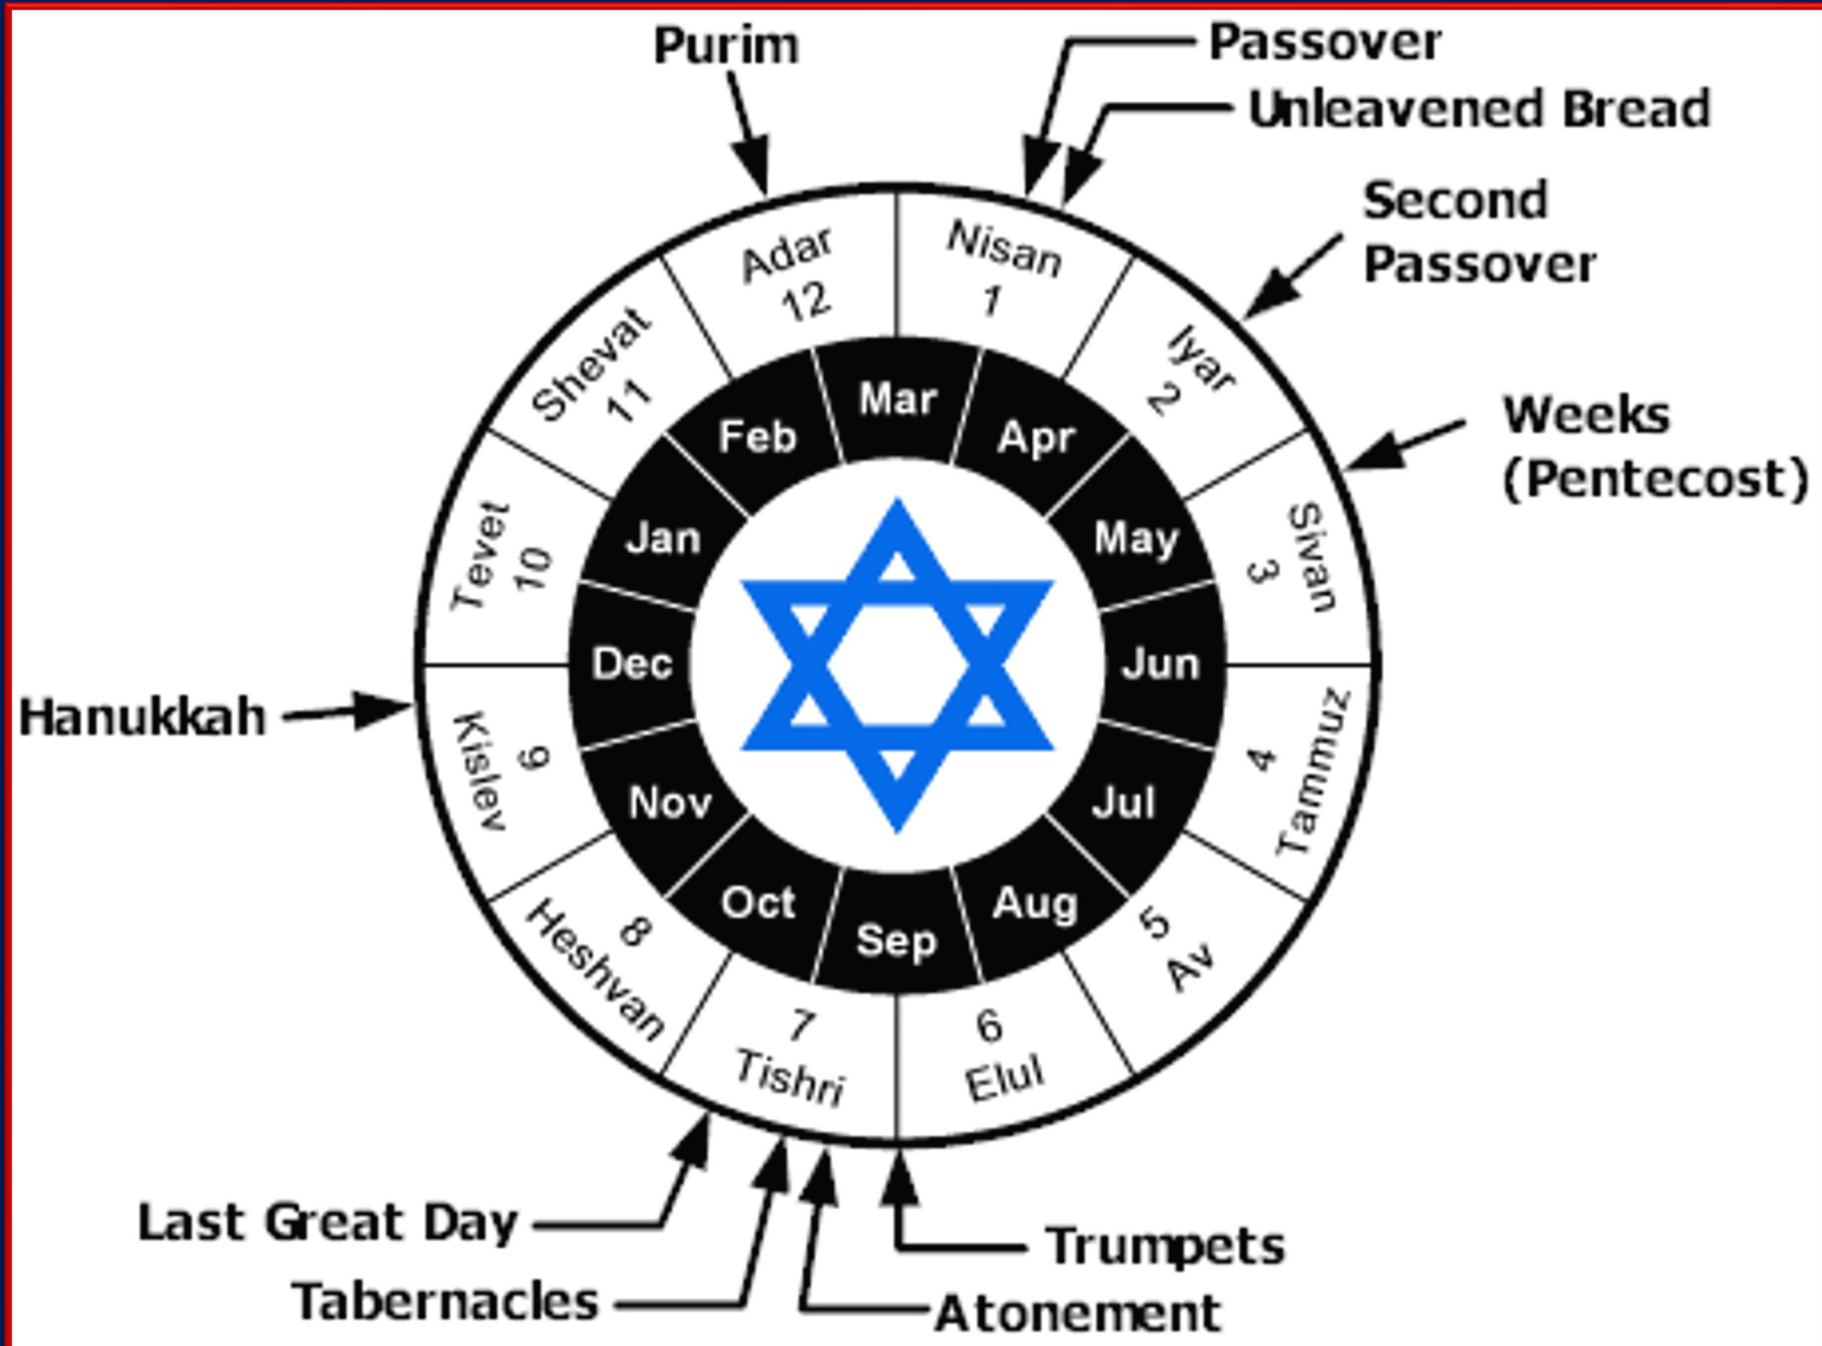 Purim
Passover
Unleavened Bread
Second
Passover
Weeks
(Pentecost)
Nisan
1
Iyar
2
Sivan
3
Tammuz
4
5
Av
6
Elul
7
Tishri
8
Heshvan
9
Kislev
Tevet
10
Shevat
11
Adar
12
Mar
Apr
May
Jun
Jul
Aug
Sep
Oct
Nov
Dec
Jan
Feb
Hanukkah
Last Great Day
Tabernacles
Trumpets
Atonement